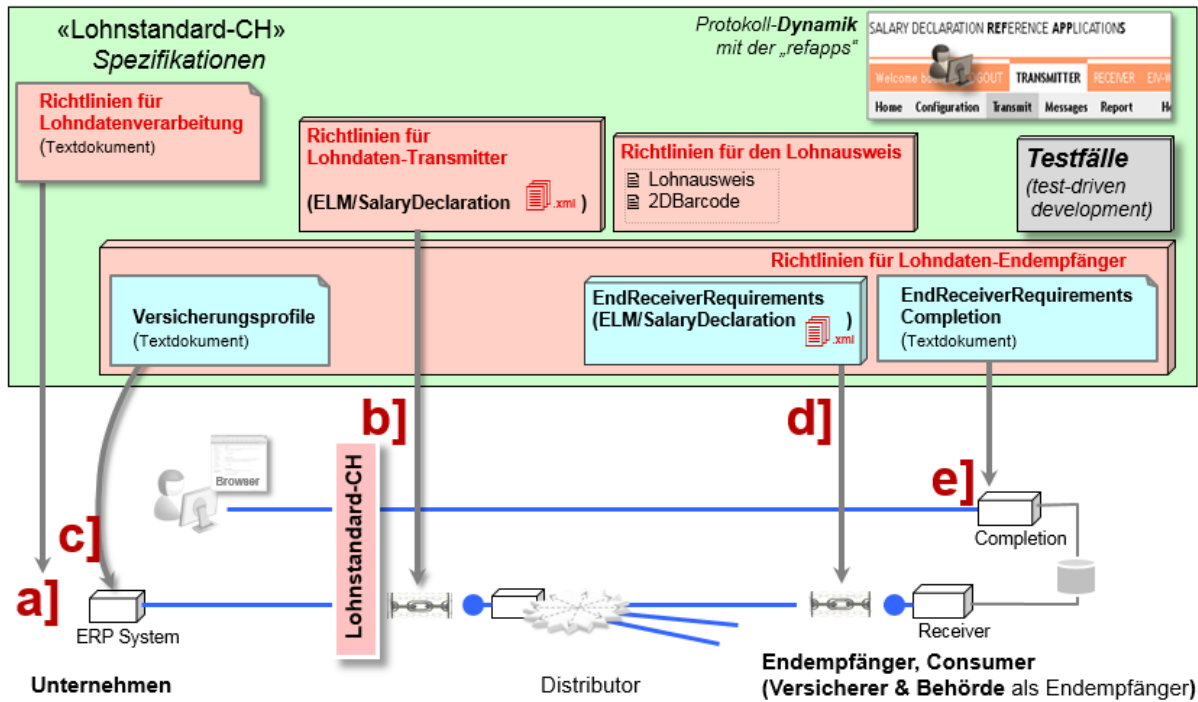 «Lohnstandard-CH»
Spezifikationen
Protokoll-Dynamik
mit der „refapps"
SALARY DECLARATION REFERENCE APPLICATIONS
TRANSMITTER
RECEIVER
Home Configuration Transmit Messages Report
Richtlinien für
Lohndatenverarbeitung
(Textdokument)
Richtlinien für
Lohndaten-Transmitter
(ELM/SalaryDeclaration .xml )
Richtlinien für den Lohnausweis
Lohnausweis
2DBarcode
Testfälle
(test-driven
development)
Richtlinien für Lohndaten-Endempfänger
Versicherungsprofile
(Textdokument)
EndReceiverRequirements
(ELM/SalaryDeclaration .xml )
EndReceiverRequirements
Completion
(Textdokument)
b]
d]
e]
c]
a]
Browser
Lohnstandard-CH
Completion
ERP System
Receiver
Unternehmen
Distributor
Endempfänger, Consumer
(Versicherer & Behörde als Endempfänger)